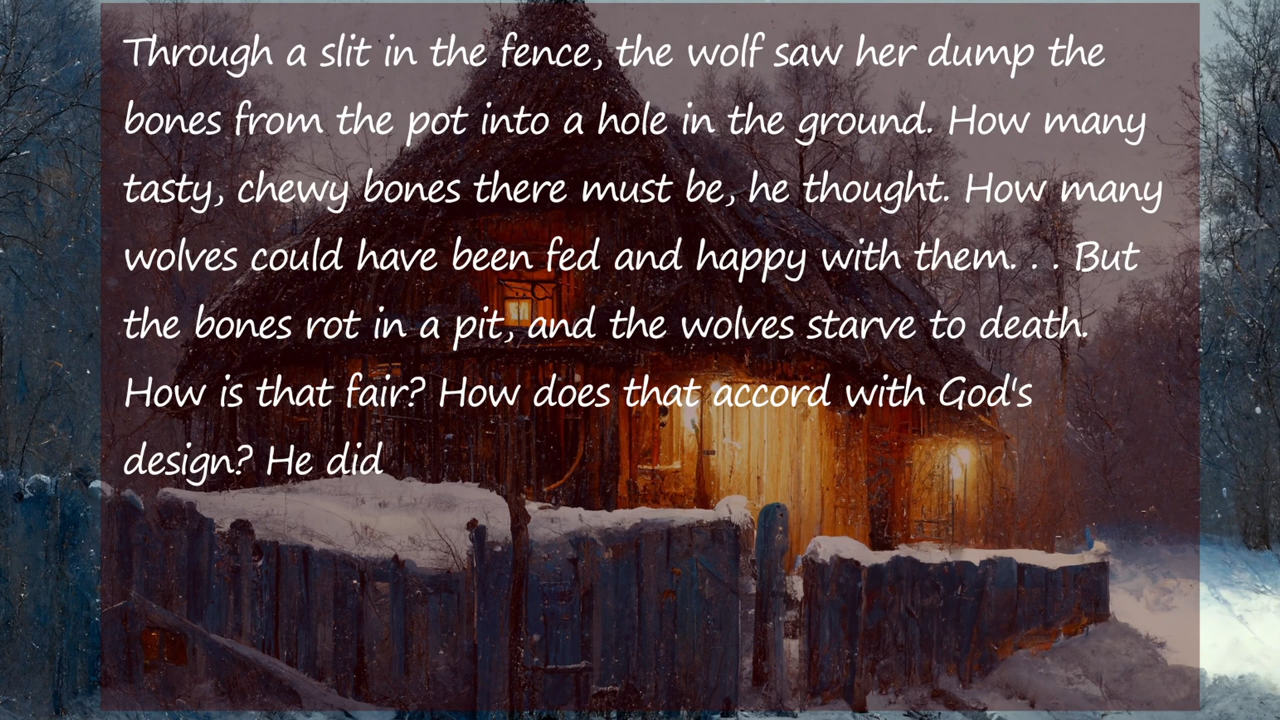 Through a slit in the fence, the wolf saw her dump the
bones from the pot into a hole in the ground. How many
tasty, chewy bones there must be, he thought. How many
wolves could have been fed and happy with them. . . But
the bones rot in a pit, and the wolves starve to death.
How is that fair? How does that accord with God's
design? He did